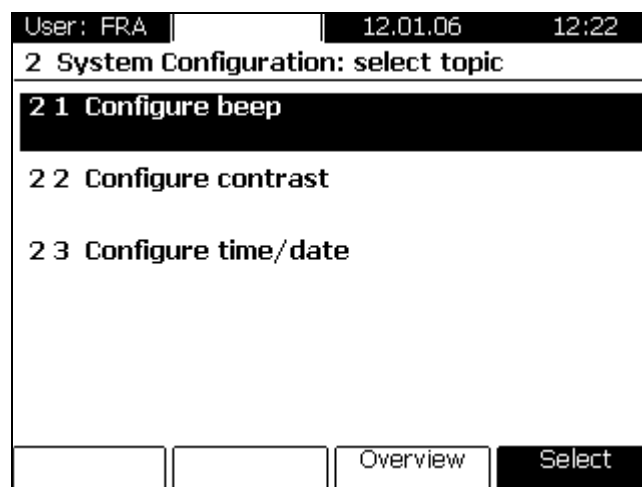 User: FRA 12.01.06 12:22
2 System Configuration: select topic
2 1 Configure beep
2 2 Configure contrast
2 3 Configure time/date
Overview Select